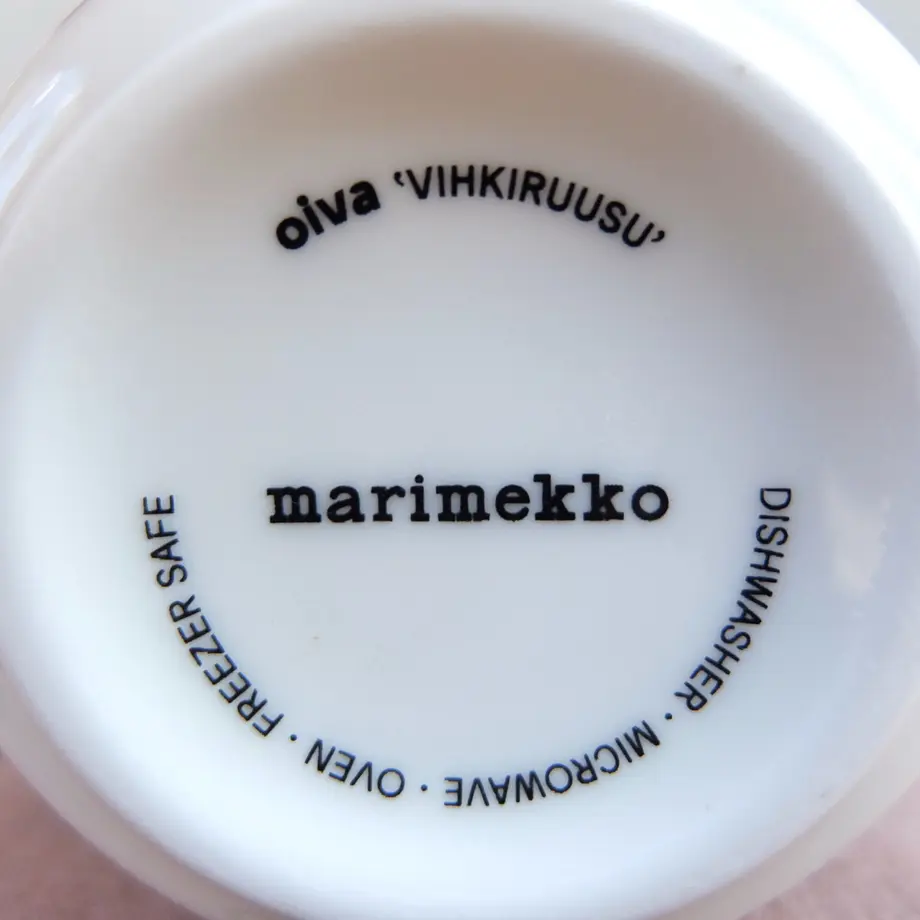 oiva ‘VIHKIRUUSU’
marimekko
DISHWASHER · MICROWAVE · OVEN · FREEZER SAFE